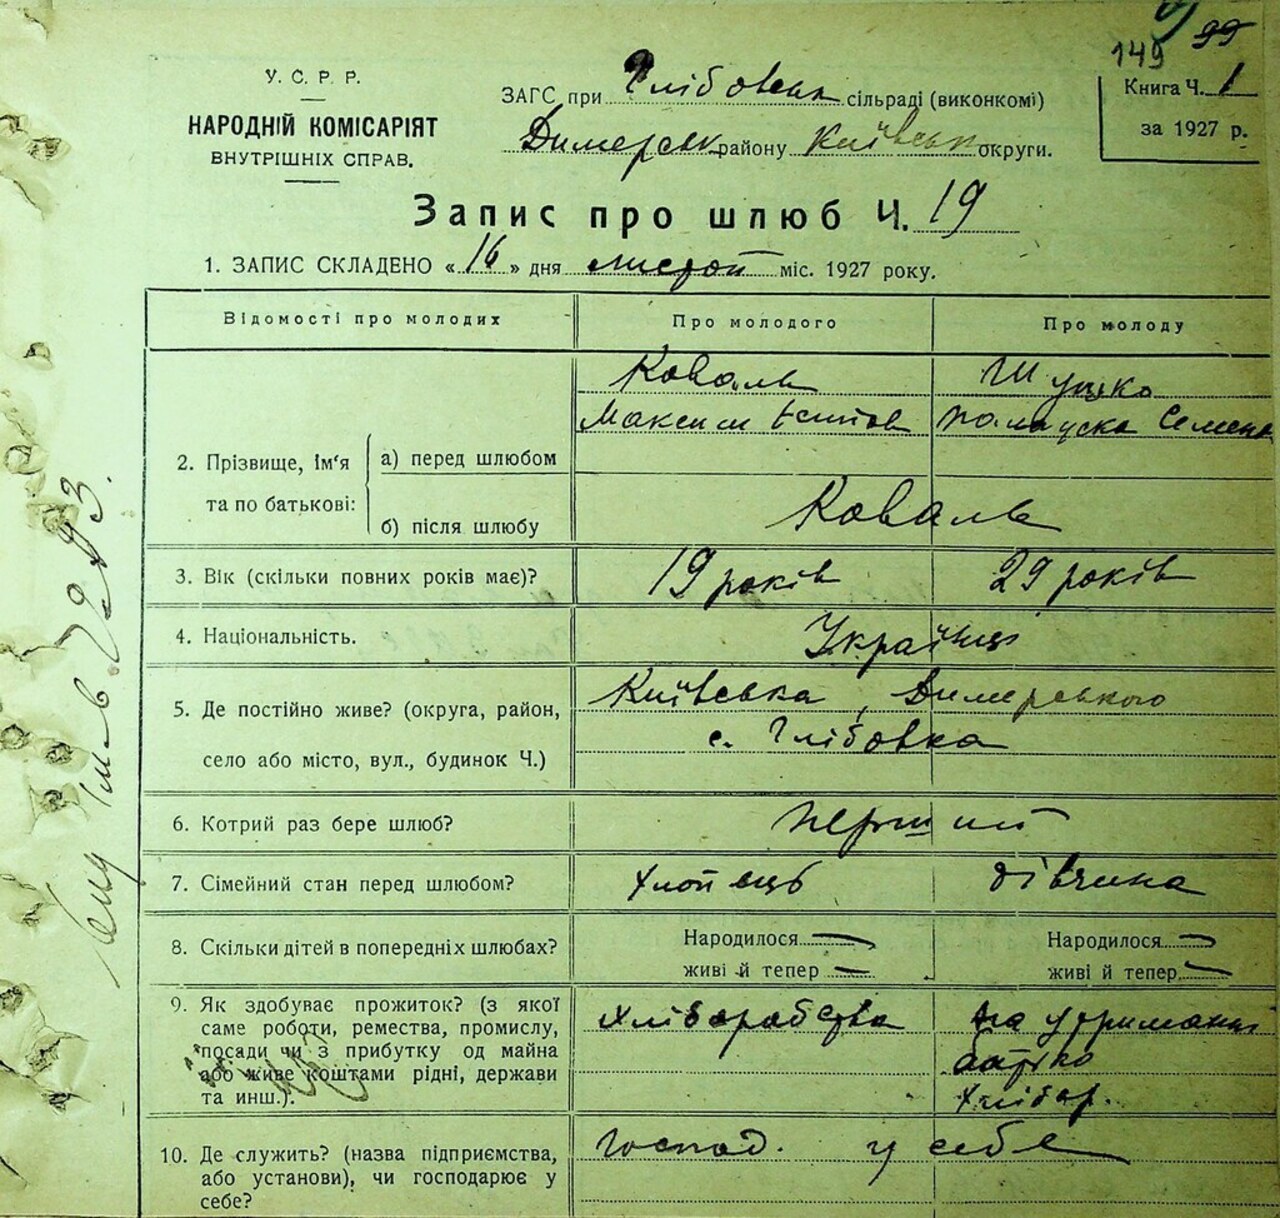 149 99
У. С. Р. Р.
НАРОДНІЙ КОМІСАРІЯТ
ВНУТРІШНІХ СПРАВ.
ЗАГС при Глібовськ сільраді (виконкомі)
Димерськ району Київськ округи.
Книга Ч. 1
за 1927 р.
Запис про шлюб Ч. 19
1. ЗАПИС СКЛАДЕНО «16» дня листоп міс. 1927 року.
Відомості про молодих
Про молодого
Про молоду
2. Прізвище, Ім'я та по батькові:
а) перед шлюбом
Коваль
Максим
Семен
б) після шлюбу
Коваль
3. Вік (скільки повних років має)?
19 років
29 років
4. Національність.
Українці
5. Де постійно живе? (округа, район,
село або місто, вул., будинок Ч.)
Київська, Димерського
с. Глібовка
6. Котрий раз бере шлюб?
перший
7. Сімейний стан перед шлюбом?
хлопець
дівчина
8. Скільки дітей в попередніх шлюбах?
Народилося —
живі й тепер —
Народилося —
живі й тепер —
9. Як здобуває прожиток? (з якої
саме роботи, ремества, промислу,
посади чи з прибутку од майна
або живе коштами рідні, держави
та инш.).
хліборобства
на утриманні
батько
хлібор.
10. Де служить? (назва підприємства,
або установи), чи господарює у
себе?
господ. у себе